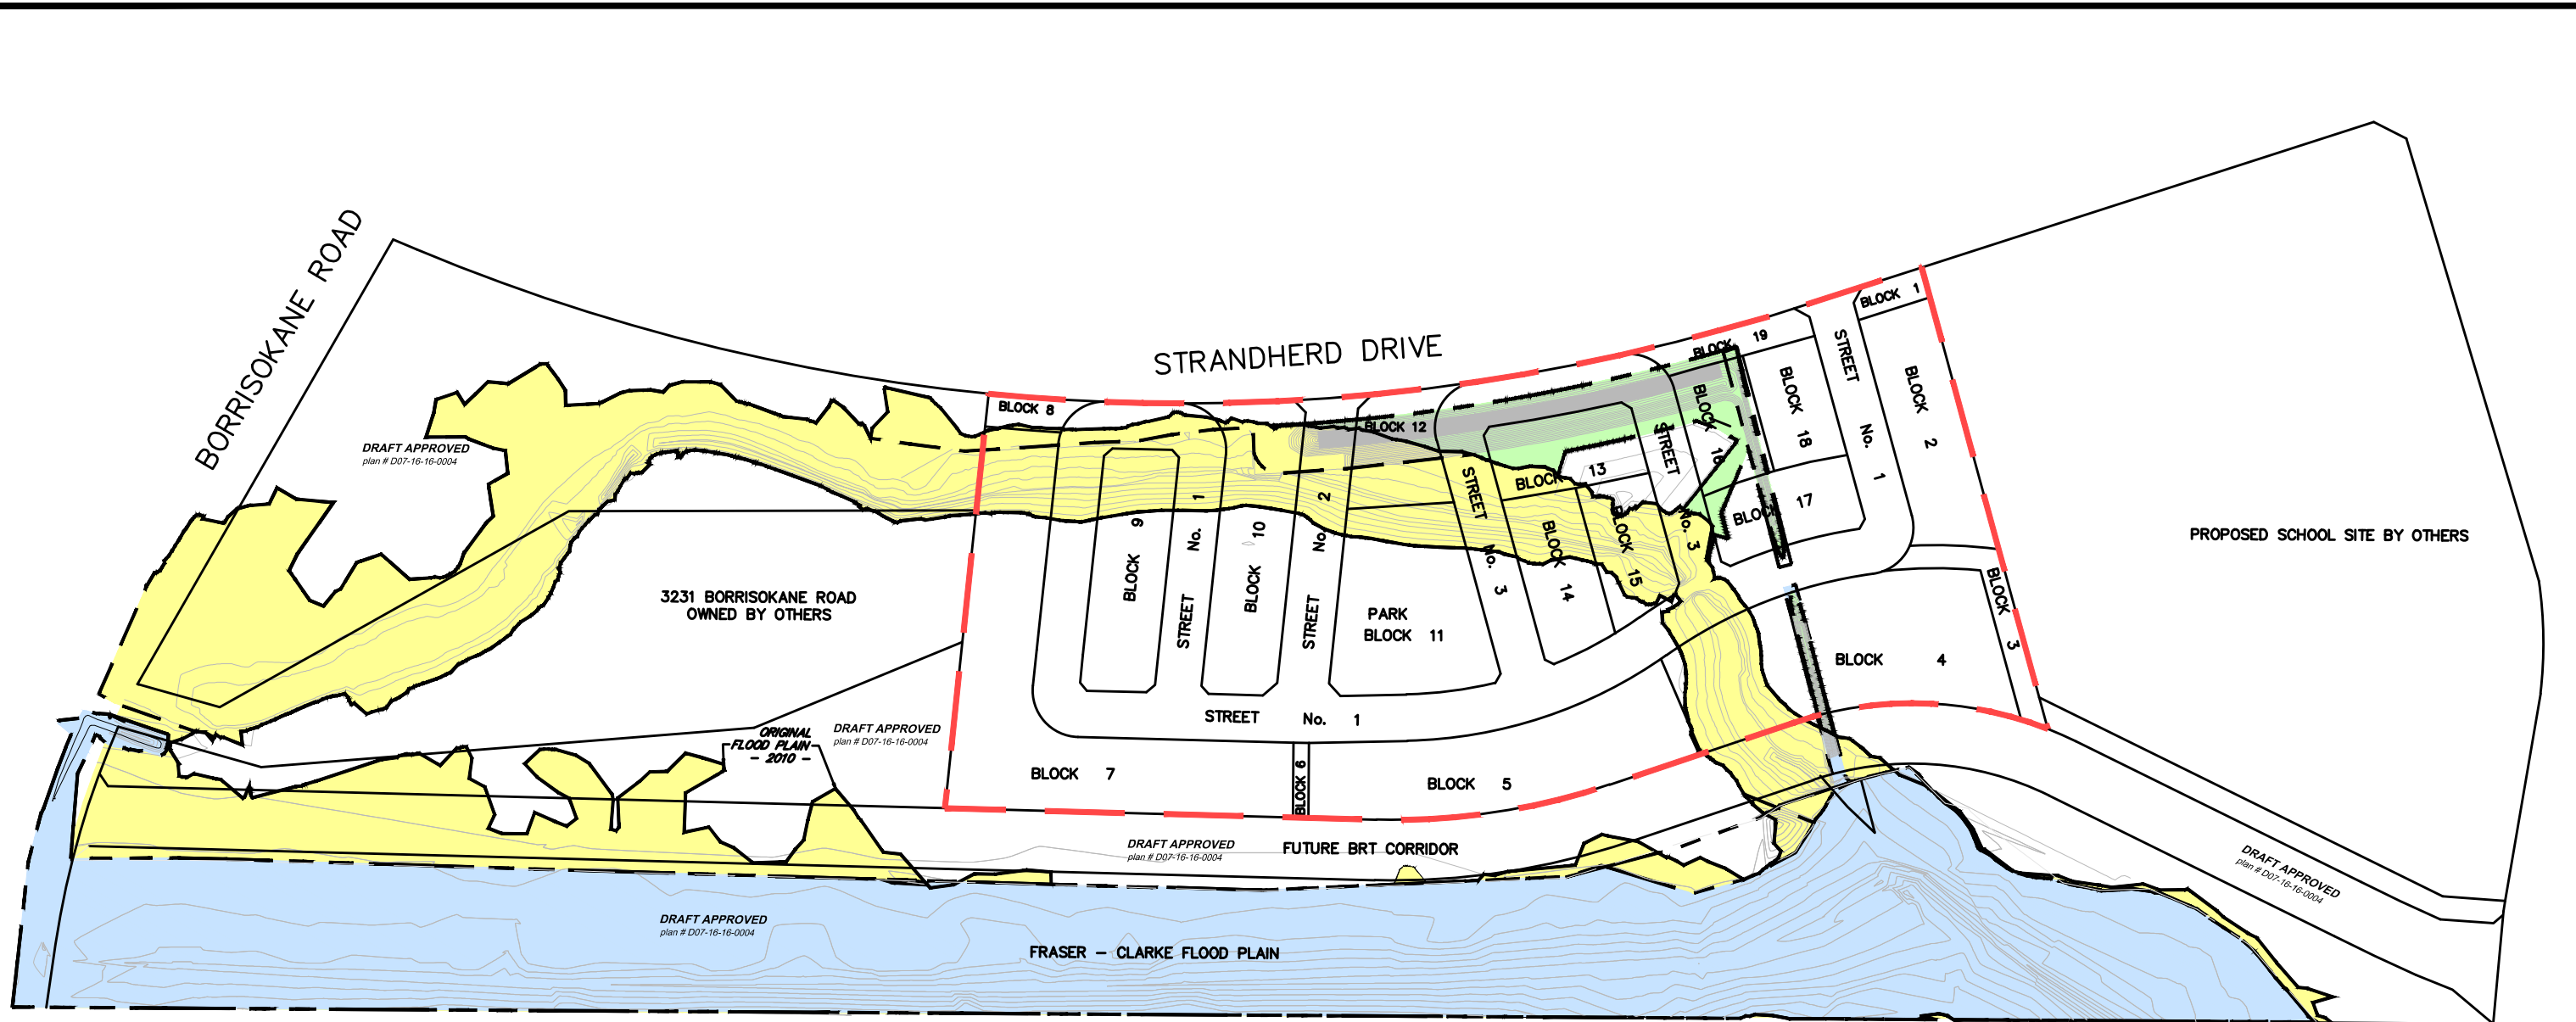 BORRISOKANE ROAD
STRANDHERD DRIVE
BLOCK 1
BLOCK 19
BLOCK 8
BLOCK 12
STREET No. 1
BLOCK 2
BLOCK 18
BLOCK 16
STREET No. 3
BLOCK 13
BLOCK 17
DRAFT APPROVED
plan # D07-16-16-0004
BLOCK 9
STREET No. 1
BLOCK 10
STREET No. 2
STREET No. 3
BLOCK 14
BLOCK 15
PROPOSED SCHOOL SITE BY OTHERS
3231 BORRISOKANE ROAD
OWNED BY OTHERS
PARK
BLOCK 11
BLOCK 3
BLOCK 4
STREET No. 1
ORIGINAL
FLOOD PLAIN
- 2010 -
DRAFT APPROVED
plan # D07-16-16-0004
BLOCK 7
BLOCK 6
BLOCK 5
DRAFT APPROVED
plan # D07-16-16-0004
FUTURE BRT CORRIDOR
DRAFT APPROVED
plan # D07-16-16-0004
DRAFT APPROVED
plan # D07-16-16-0004
FRASER - CLARKE FLOOD PLAIN